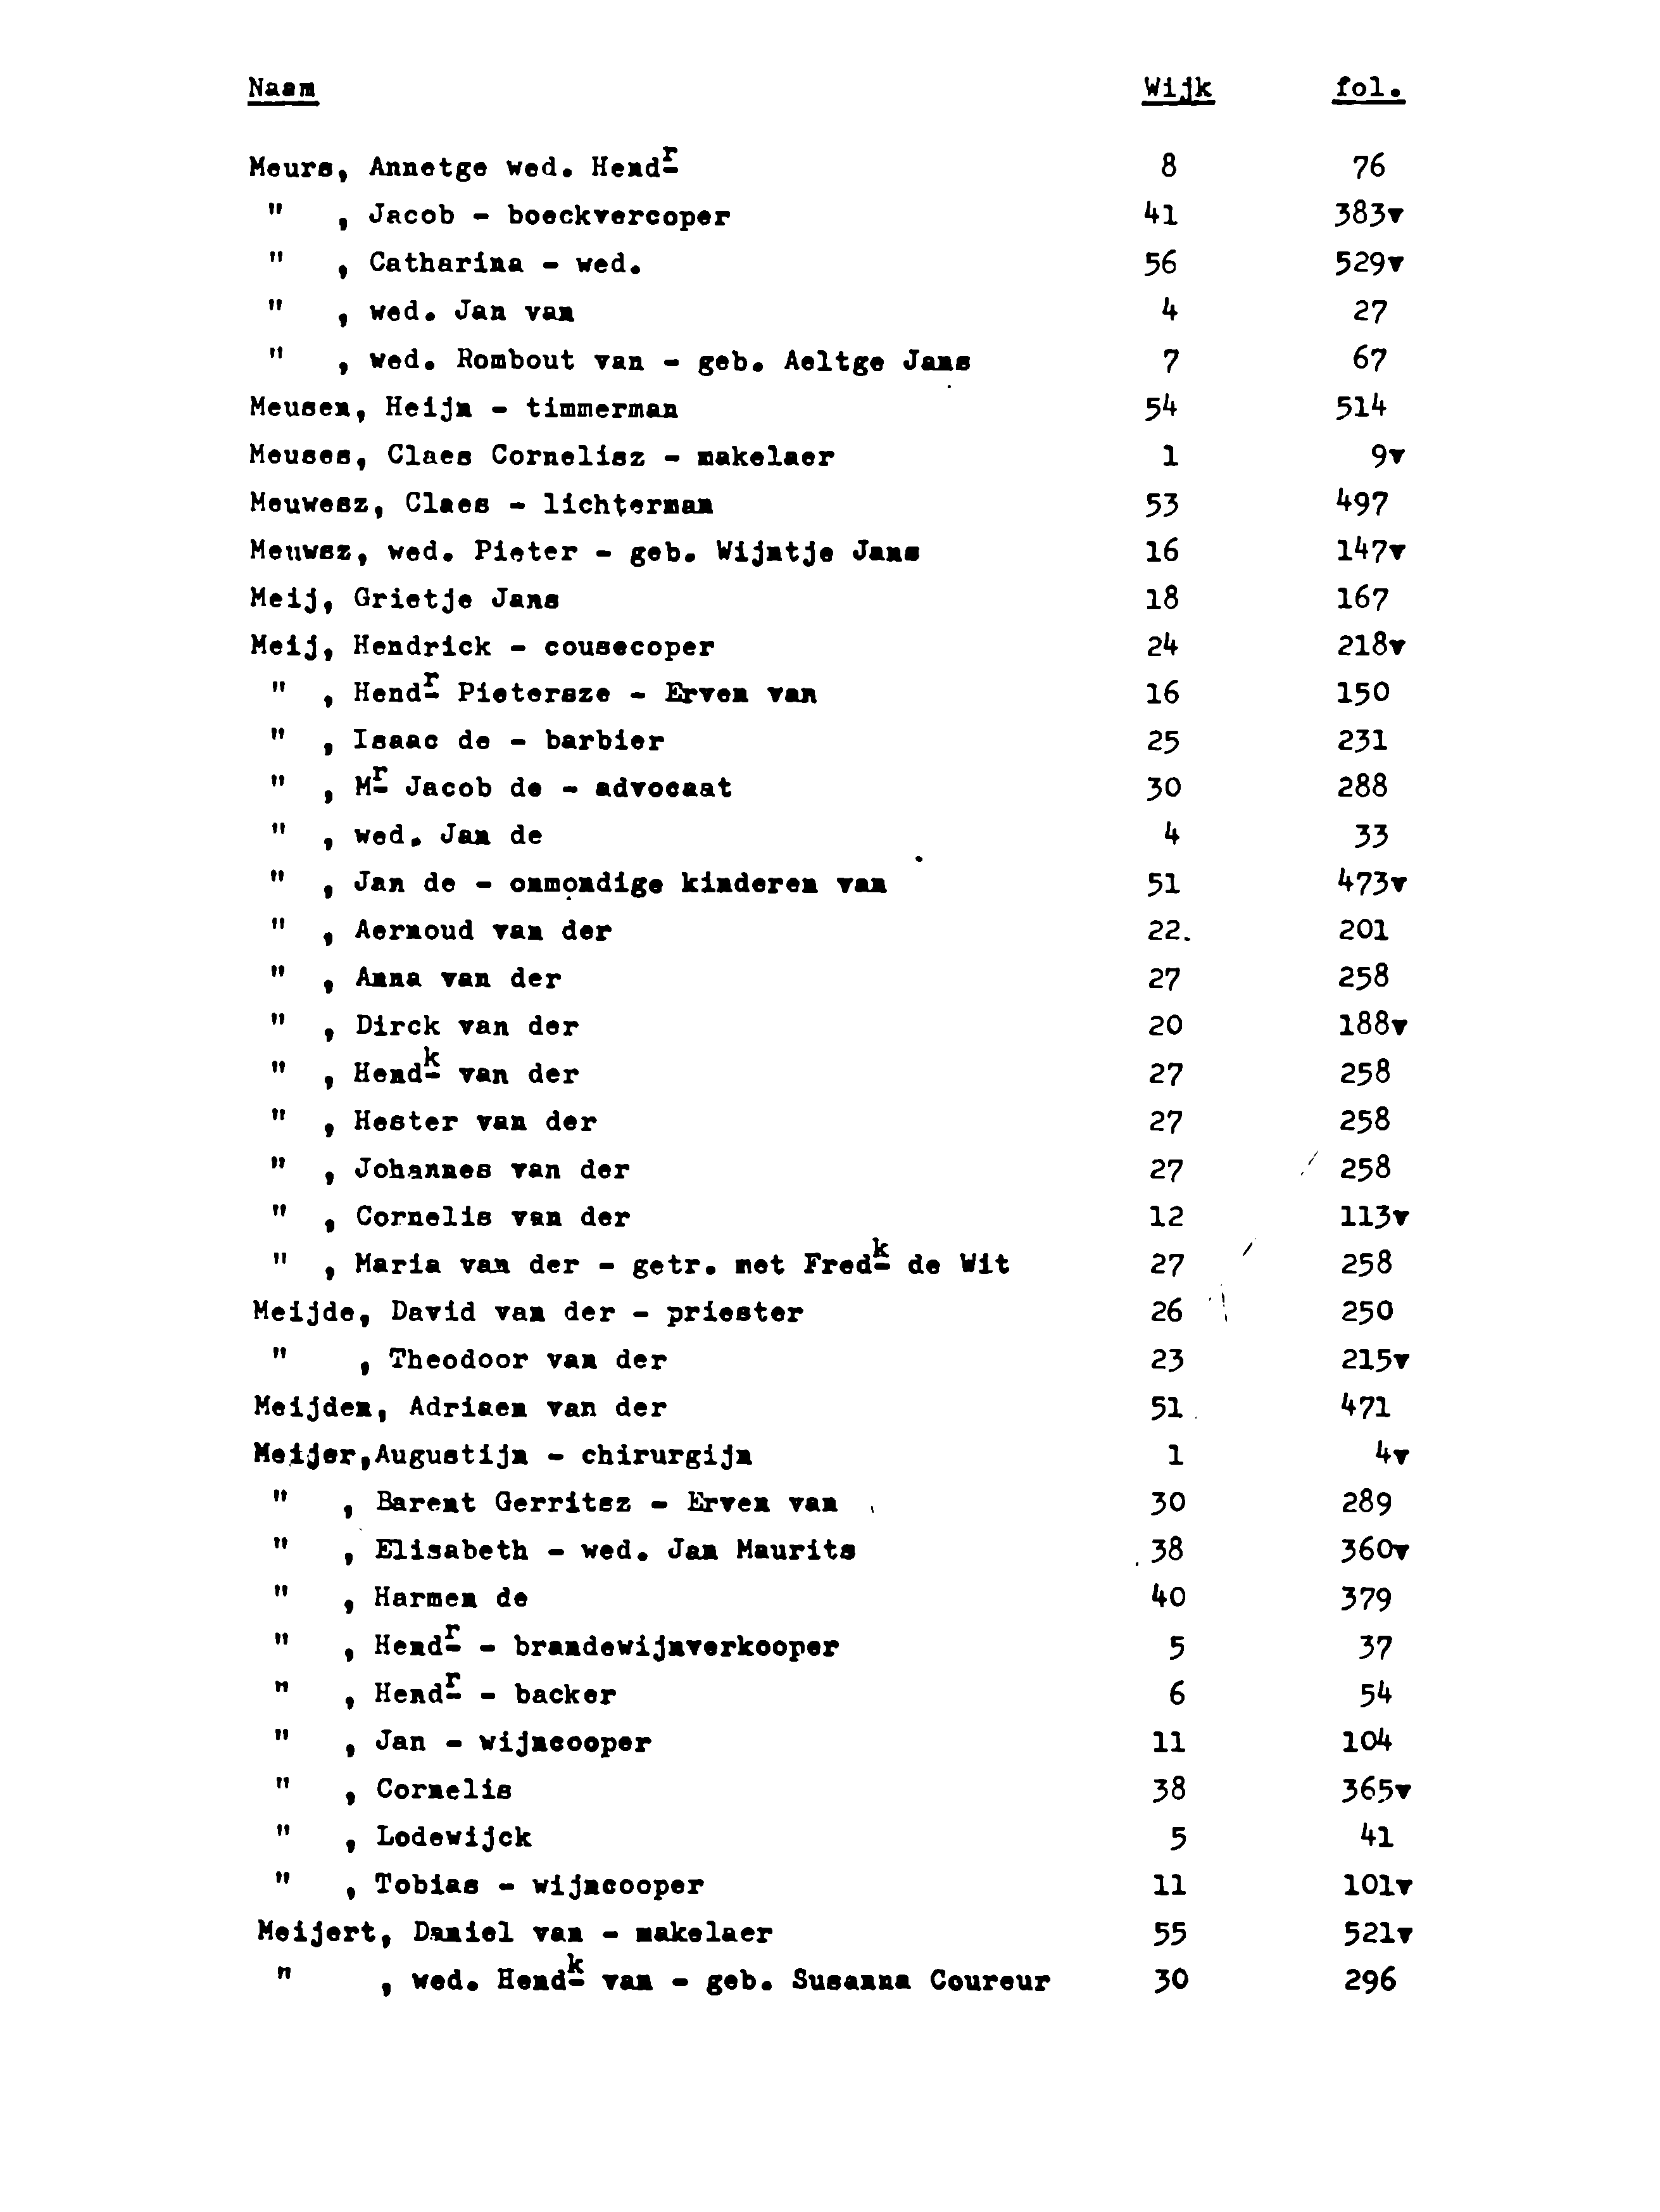 Naam Wijk fol.
Meurs, Annetge wed. Hendr 8 76
" , Jacob - boeckvercoper 41 383v
" , Catharina - wed. 56 529v
" , wed. Jan van 4 27
" , wed. Rombout van - geb. Aeltge Jans 7 67
Meusen, Heijn - timmerman 54 514
Meuses, Claes Cornelisz - makelaer 1 9v
Meuwesz, Claes - lichterman 53 497
Meuwsz, wed. Pieter - geb. Wijntje Jans 16 147v
Meij, Grietje Jans 18 167
Meij, Hendrick - cousecoper 24 218v
" , Hendr Pietersze - Erven van 16 150
" , Isaac de - barbier 25 231
" , Mr Jacob de - advocaat 30 288
" , wed. Jan de 4 33
" , Jan de - onmondige kinderen van 51 473v
" , Aernoud van der 22. 201
" , Anna van der 27 258
" , Dirck van der 20 188v
" , Hendk van der 27 258
" , Hester van der 27 258
" , Johannes van der 27 258
" , Cornelis van der 12 113v
" , Maria van der - getr. met Fredk de Wit 27 258
Meijde, David van der - priester 26 250
" , Theodoor van der 23 215v
Meijden, Adriaen van der 51 471
Meijer,Augustijn - chirurgijn 1 4v
" , Barent Gerritsz - Erven van 30 289
" , Elisabeth - wed. Jan Maurits 38 360v
" , Harmen de 40 379
" , Hendr - brandewijnverkooper 5 37
" , Hendr - backer 6 54
" , Jan - wijncooper 11 104
" , Cornelis 38 365v
" , Lodewijck 5 41
" , Tobias - wijncooper 11 101v
Meijert, Daniel van - makelaer 55 521v
" , wed. Hendk van - geb. Susanna Coureur 30 296